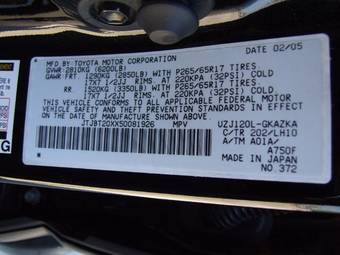 DATE 02/05
MFD BY: TOYOTA MOTOR CORPORATION
GVWR: 2810KG (6200LB)
GAWR: FRT. 1290KG (2850LB) WITH P265/65R17 TIRES.
17X7 1/2JJ RIMS AT 220KPA (32PSI) COLD
RR. 1520KG (3350LB) WITH P265/65R17 TIRES.
17X7 1/2JJ RIMS AT 220KPA (32PSI) COLD
THIS VEHICLE CONFORMS TO ALL APPLICABLE FEDERAL MOTOR
VEHICLE SAFETY AND THEFT PREVENTION STANDARDS IN EFFECT
ON THE DATE OF MANUFACTURE SHOWN ABOVE.
JTJBT20XX50081926 MPV
UZJ120L-GKAZKA
C/TR 202/LH10
A/TM A01A/
A750F
MADE IN JAPAN
NO.372
G